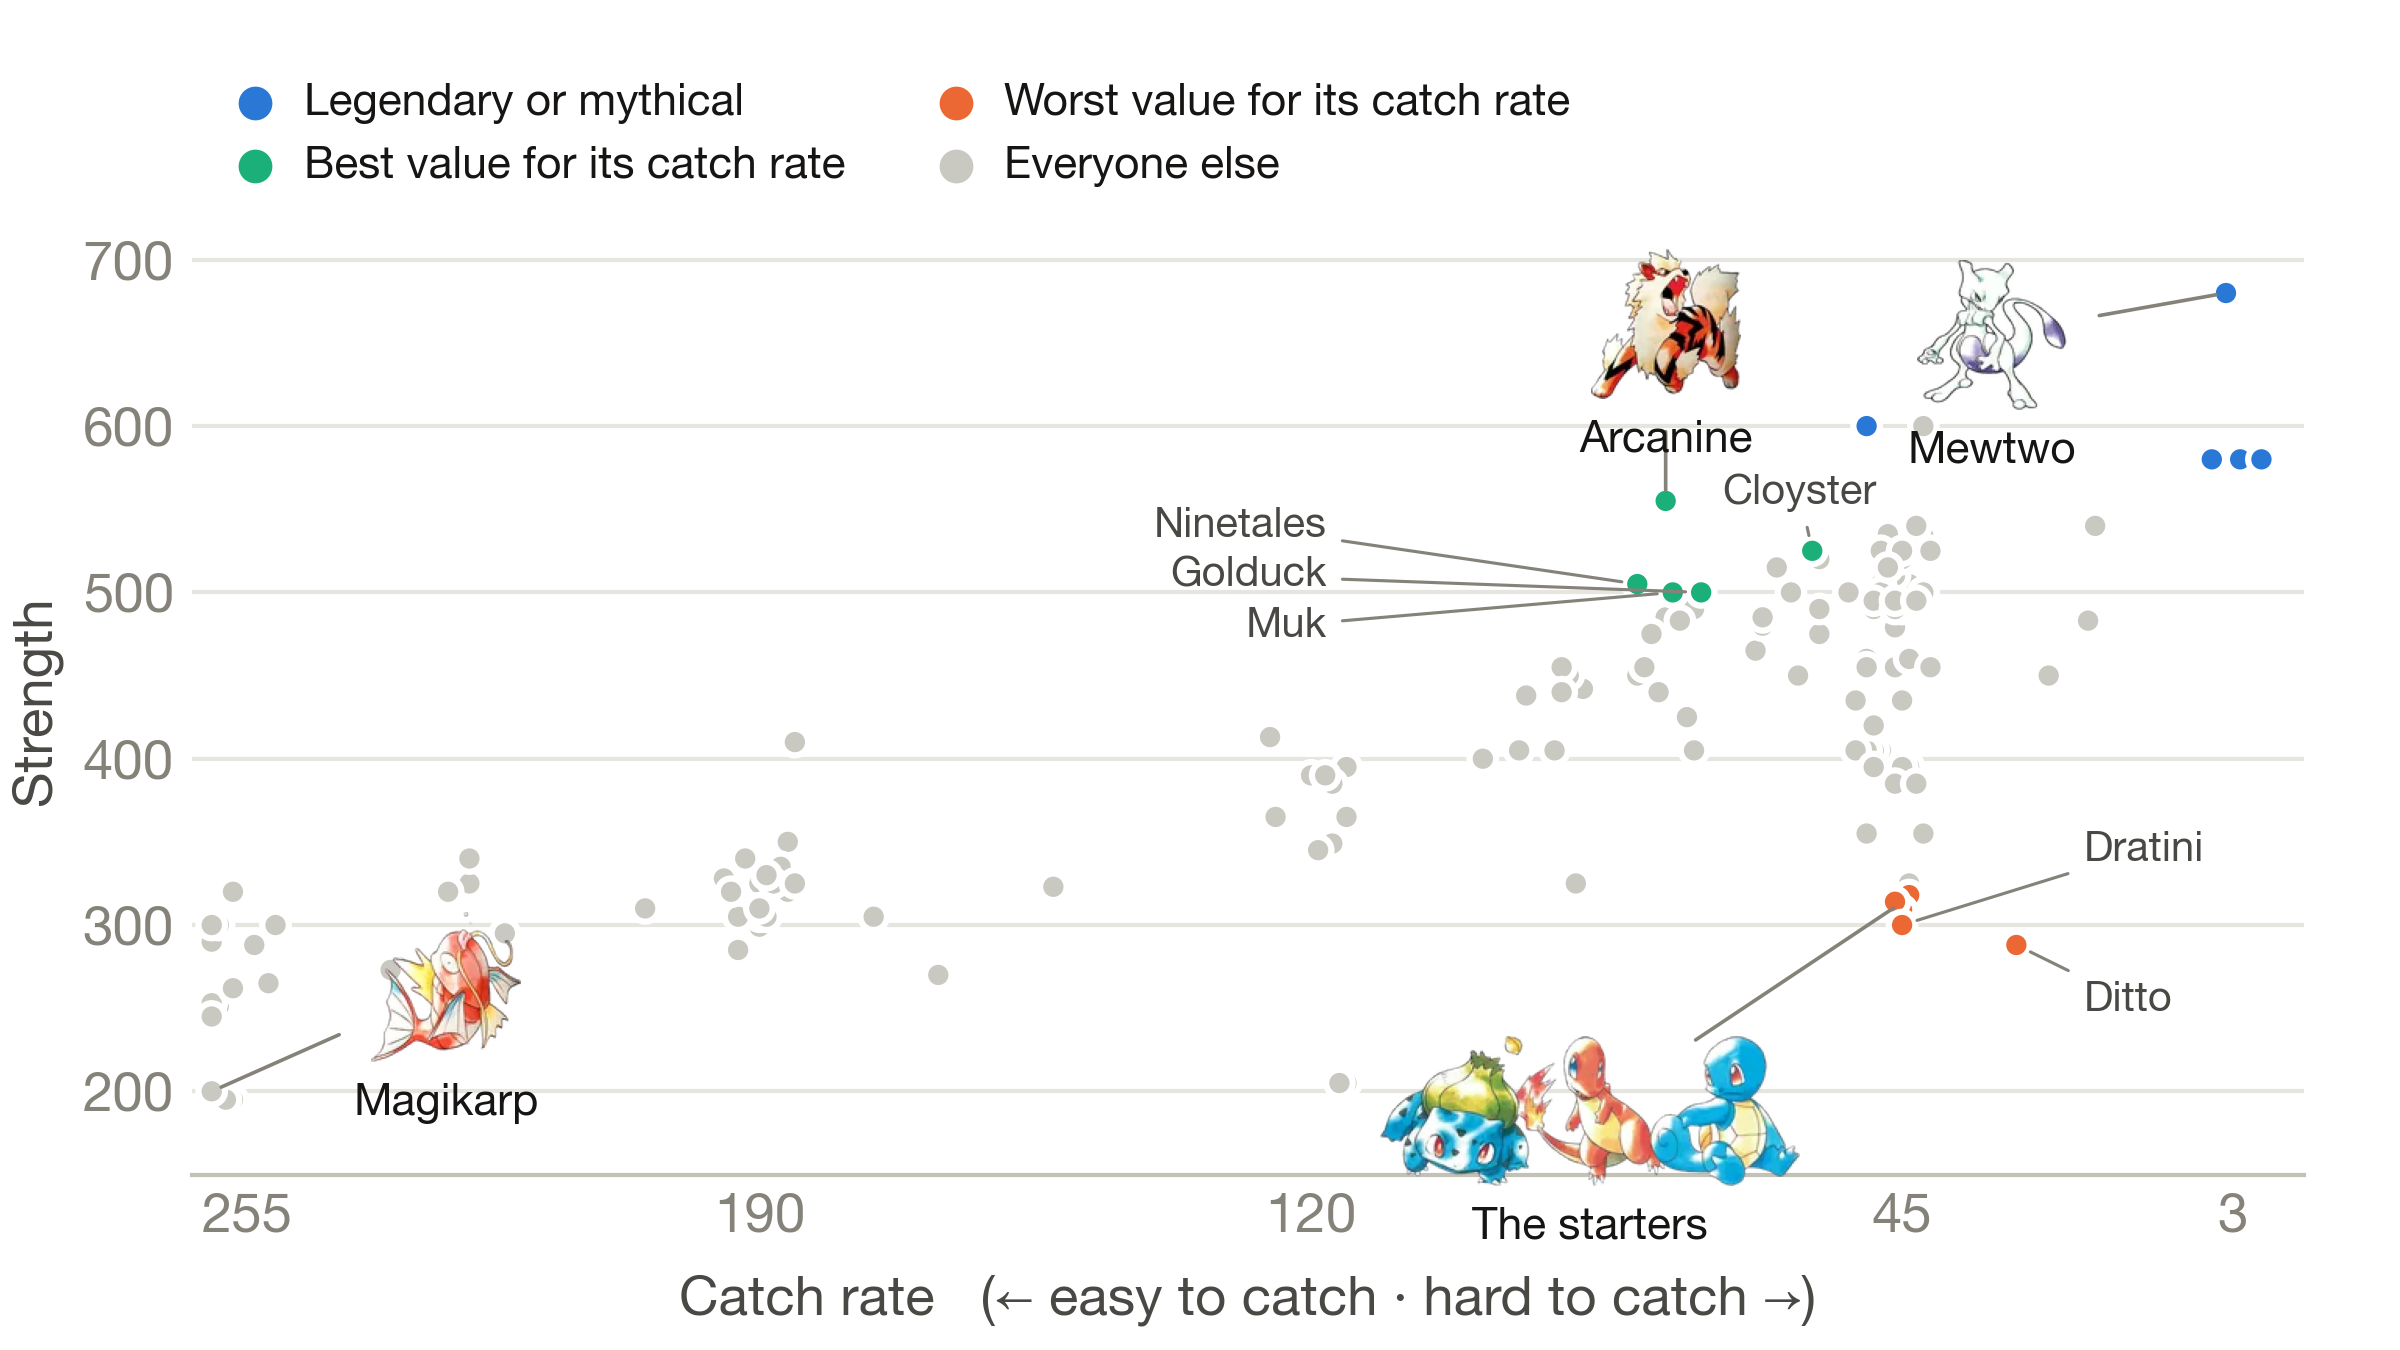 Legendary or mythical
Worst value for its catch rate
Best value for its catch rate
Everyone else
700
600
500
400
300
200
Strength
Arcanine
Mewtwo
Cloyster
Ninetales
Golduck
Muk
Dratini
Ditto
Magikarp
The starters
255
190
120
45
3
Catch rate (← easy to catch · hard to catch →)